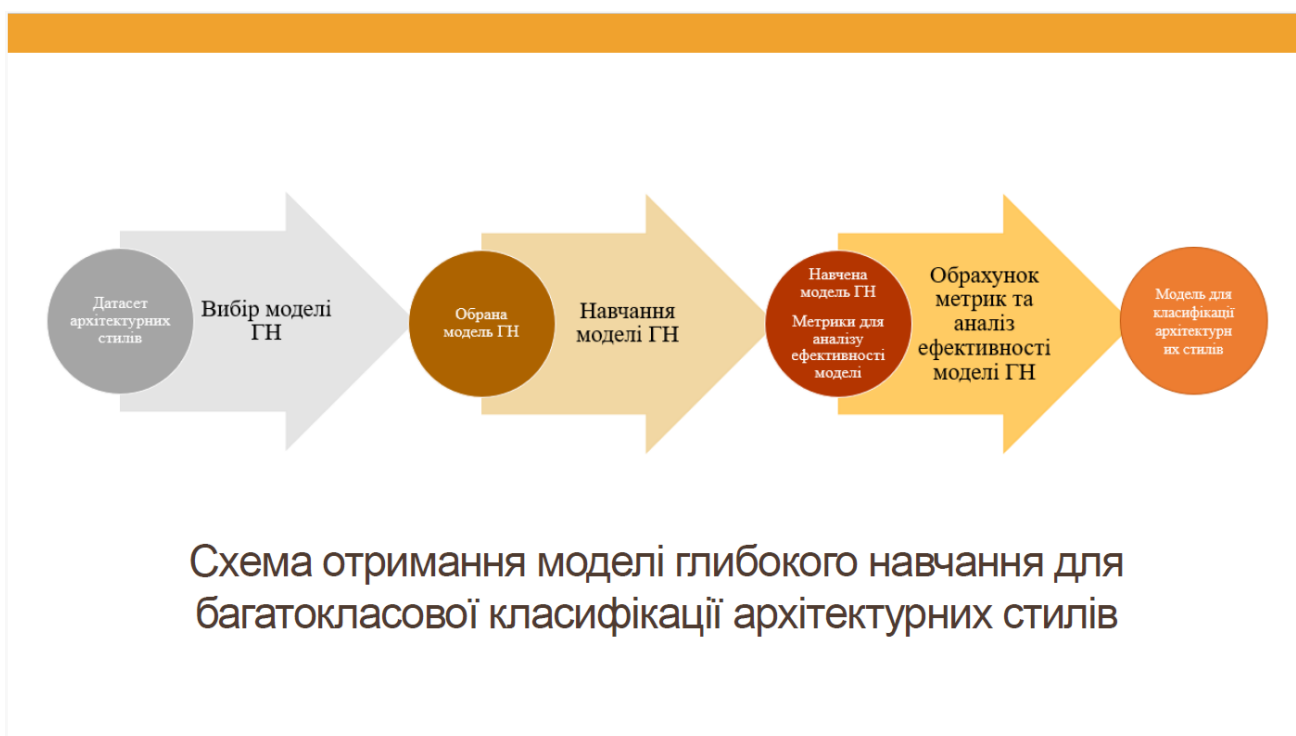 Датасет
архітектурних
стилів
Вибір моделі
ГН
Обрана
модель ГН
Навчання
моделі ГН
Навчена
модель ГН
Метрики для
аналізу
ефективності
моделі
Обрахунок
метрик та
аналіз
ефективності
моделі ГН
Модель для
класифікації
архітектурн
их стилів
Схема отримання моделі глибокого навчання для
багатокласової класифікації архітектурних стилів